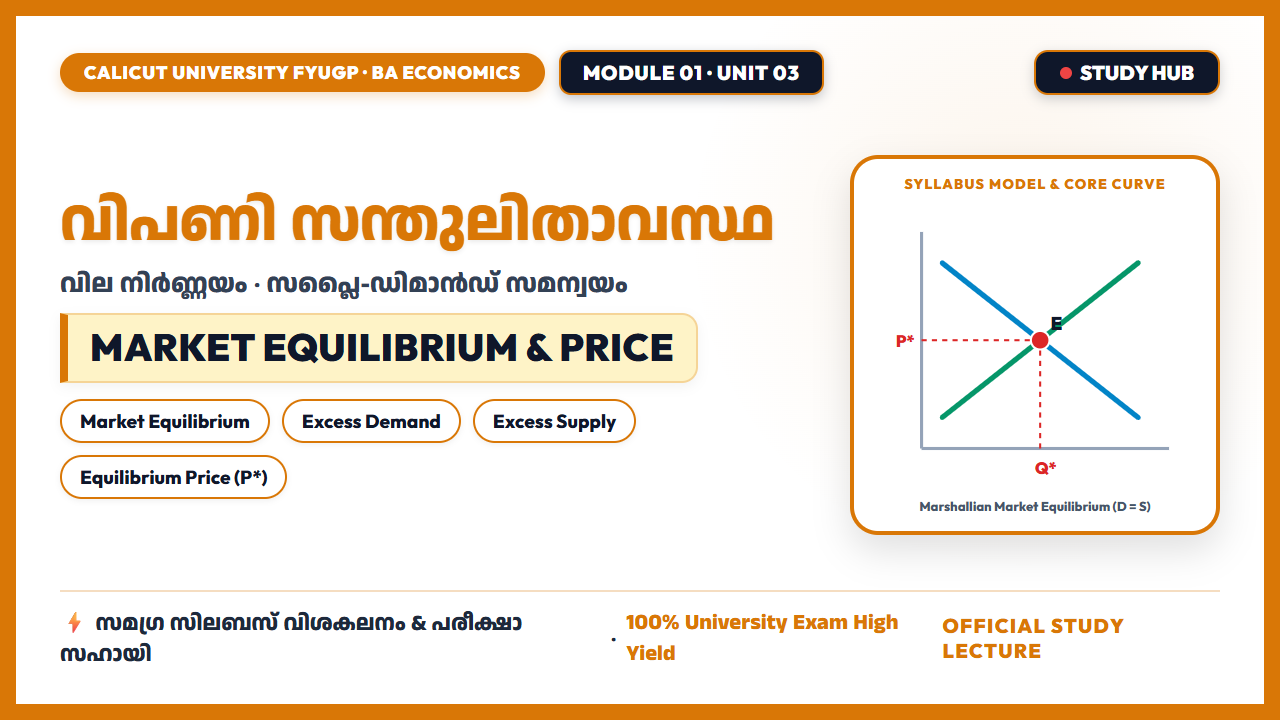 CALICUT UNIVERSITY FYUGP · BA ECONOMICS
MODULE 01 · UNIT 03
STUDY HUB
വിപണി സന്തുലിതാവസ്ഥ
വില നിർണ്ണയം · സപ്ലൈ-ഡിമാൻഡ് സമന്വയം
MARKET EQUILIBRIUM & PRICE
Market Equilibrium
Excess Demand
Excess Supply
Equilibrium Price (P*)
SYLLABUS MODEL & CORE CURVE
E
P*
Q*
Marshallian Market Equilibrium (D = S)
⚡ സമഗ്ര സിലബസ് വിശകലനം & പരീക്ഷാ
സഹായി
·
100% University Exam High
Yield
OFFICIAL STUDY
LECTURE